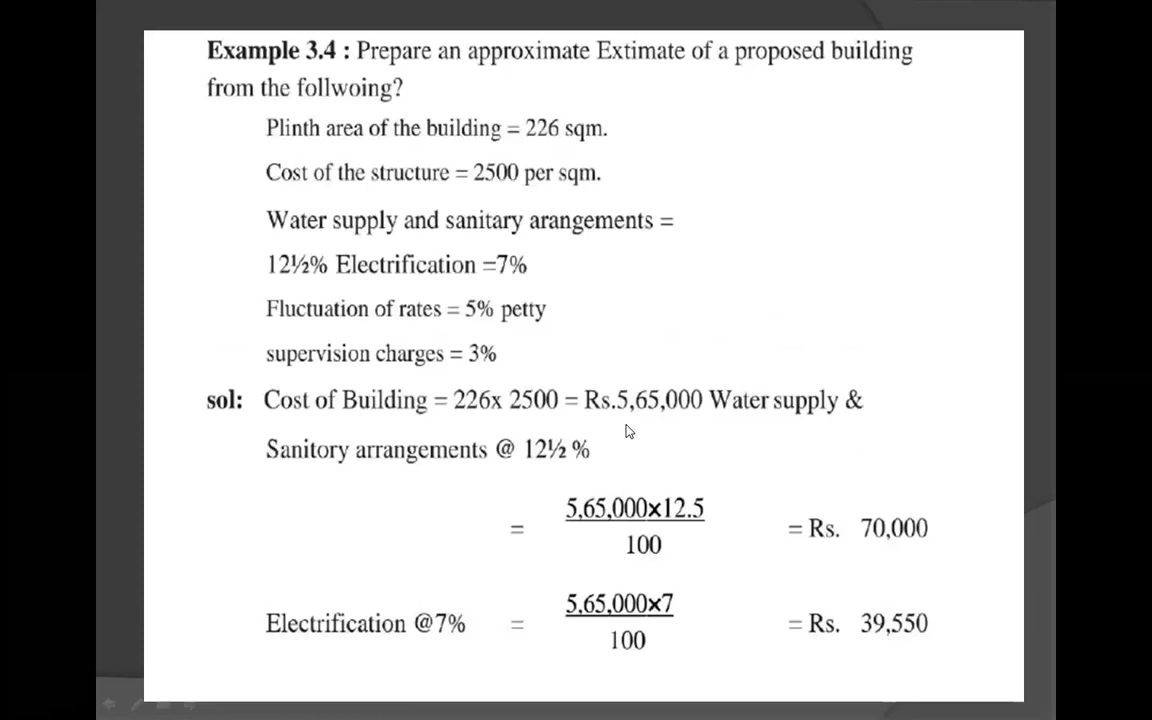 Example 3.4 : Prepare an approximate Extimate of a proposed building
from the follwoing?
Plinth area of the building = 226 sqm.
Cost of the structure = 2500 per sqm.
Water supply and sanitary arangements =
12½% Electrification =7%
Fluctuation of rates = 5% petty
supervision charges = 3%
sol: Cost of Building = 226x 2500 = Rs.5,65,000 Water supply &
Sanitory arrangements @ 12½ %
= 5,65,000×12.5 / 100 = Rs. 70,000
Electrification @7% = 5,65,000×7 / 100 = Rs. 39,550